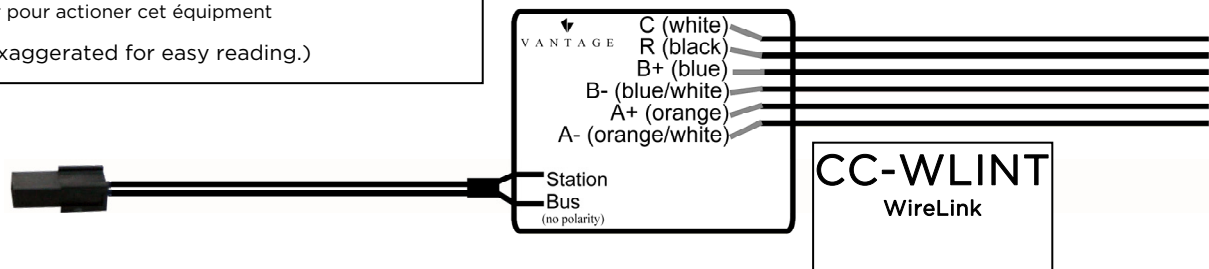 pour actioner cet équipment
xaggerated for easy reading.)
VANTAGE
C (white)
R (black)
B+ (blue)
B- (blue/white)
A+ (orange)
A- (orange/white)
Station
Bus
(no polarity)
CC-WLINT
WireLink